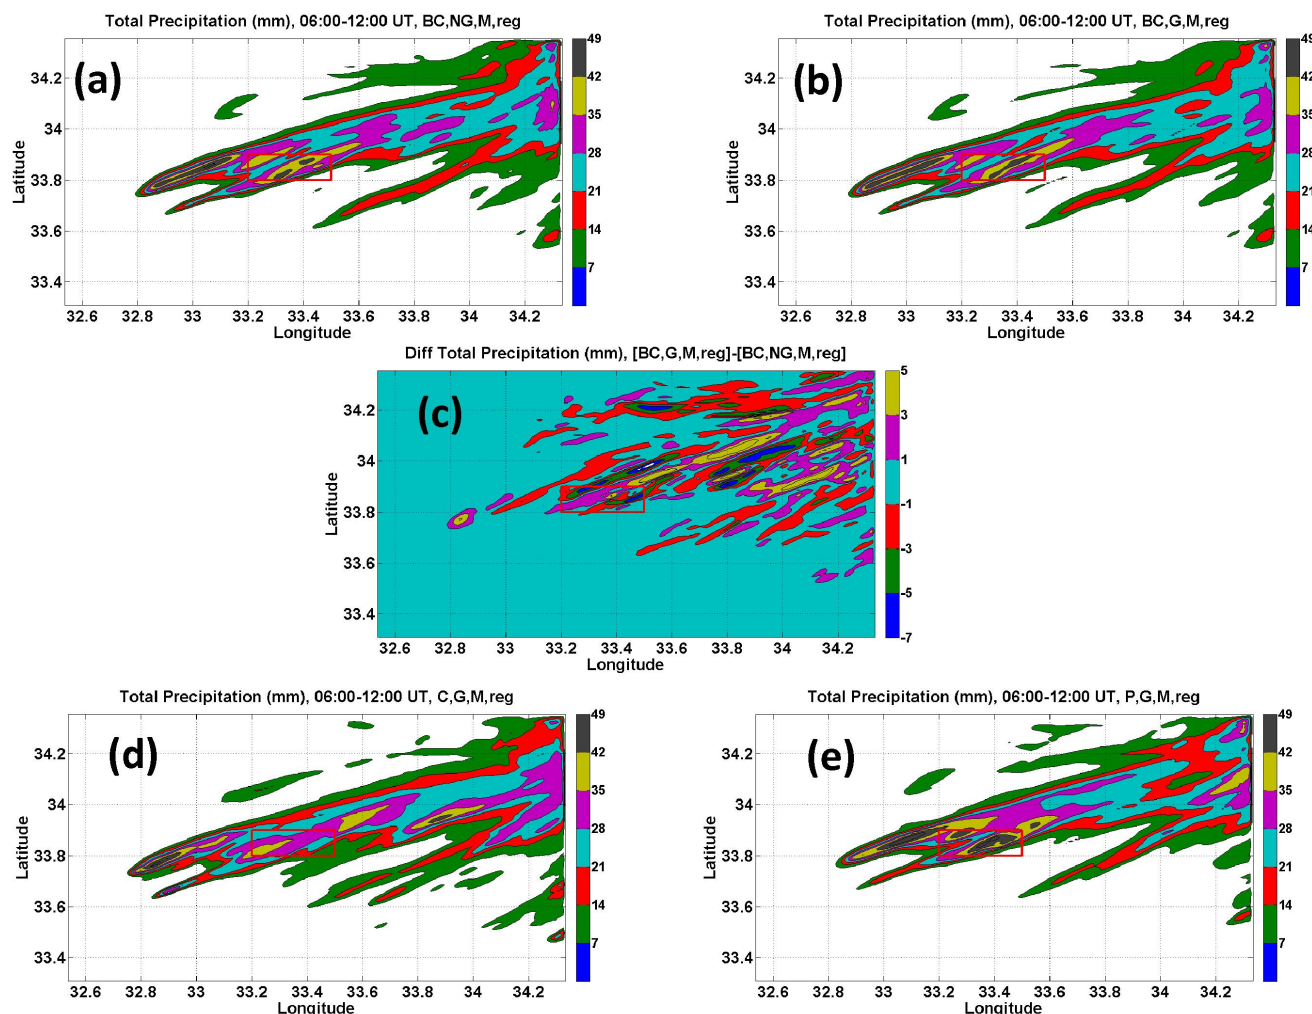 Total Precipitation (mm), 06:00-12:00 UT, BC,NG,M,reg
(a)
Latitude
34.2
34
33.8
33.6
33.4
32.6 32.8 33 33.2 33.4 33.6 33.8 34 34.2
Longitude
49
42
35
28
21
14
7
Total Precipitation (mm), 06:00-12:00 UT, BC,G,M,reg
(b)
Latitude
34.2
34
33.8
33.6
33.4
32.6 32.8 33 33.2 33.4 33.6 33.8 34 34.2
Longitude
49
42
35
28
21
14
7
Diff Total Precipitation (mm), [BC,G,M,reg]-[BC,NG,M,reg]
(c)
Latitude
34.2
34
33.8
33.6
33.4
32.6 32.8 33 33.2 33.4 33.6 33.8 34 34.2
Longitude
5
3
1
-1
-3
-5
-7
Total Precipitation (mm), 06:00-12:00 UT, C,G,M,reg
(d)
Latitude
34.2
34
33.8
33.6
33.4
32.6 32.8 33 33.2 33.4 33.6 33.8 34 34.2
Longitude
49
42
35
28
21
14
7
Total Precipitation (mm), 06:00-12:00 UT, P,G,M,reg
(e)
Latitude
34.2
34
33.8
33.6
33.4
32.6 32.8 33 33.2 33.4 33.6 33.8 34 34.2
Longitude
49
42
35
28
21
14
7